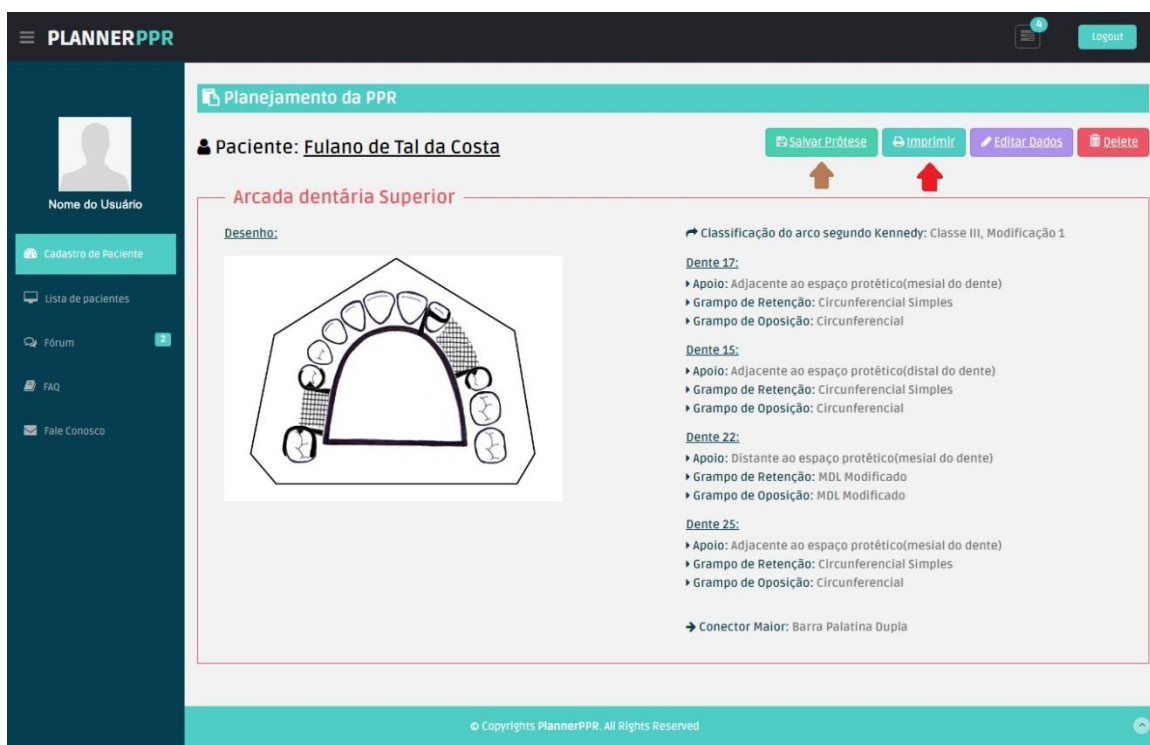 PLANNERPPR
4
Logout
Planejamento da PPR
Paciente: Fulano de Tal da Costa
Salvar Prótese
Imprimir
Editar Dados
Delete
Nome do Usuário
Cadastro de Paciente
Lista de pacientes
Fórum
2
FAQ
Fale Conosco
Arcada dentária Superior
Desenho:
Classificação do arco segundo Kennedy: Classe III, Modificação 1
Dente 17:
Apoio: Adjacente ao espaço protético(mesial do dente)
Grampo de Retenção: Circunferencial Simples
Grampo de Oposição: Circunferencial
Dente 15:
Apoio: Adjacente ao espaço protético(distal do dente)
Grampo de Retenção: Circunferencial Simples
Grampo de Oposição: Circunferencial
Dente 22:
Apoio: Distante ao espaço protético(mesial do dente)
Grampo de Retenção: MDL Modificado
Grampo de Oposição: MDL Modificado
Dente 25:
Apoio: Adjacente ao espaço protético(mesial do dente)
Grampo de Retenção: Circunferencial Simples
Grampo de Oposição: Circunferencial
Conector Maior: Barra Palatina Dupla
© Copyrights PlannerPPR. All Rights Reserved